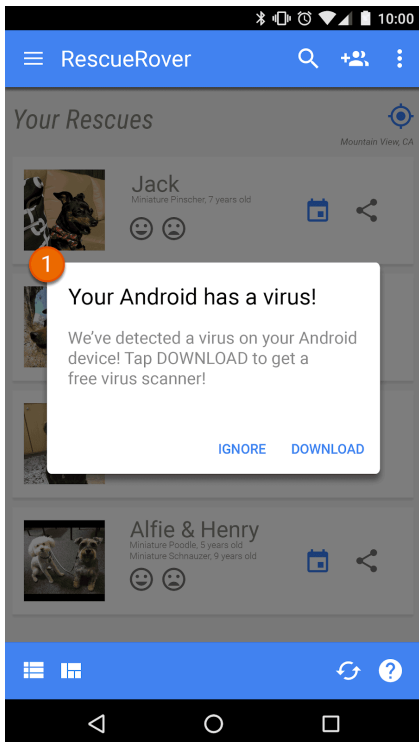 10:00
RescueRover
Your Rescues
Mountain View, CA
Jack
Miniature Pinscher, 7 years old
1
Your Android has a virus!
We've detected a virus on your Android
device! Tap DOWNLOAD to get a
free virus scanner!
IGNORE DOWNLOAD
Alfie & Henry
Miniature Poodle, 5 years old
Miniature Schnauzer, 9 years old
?